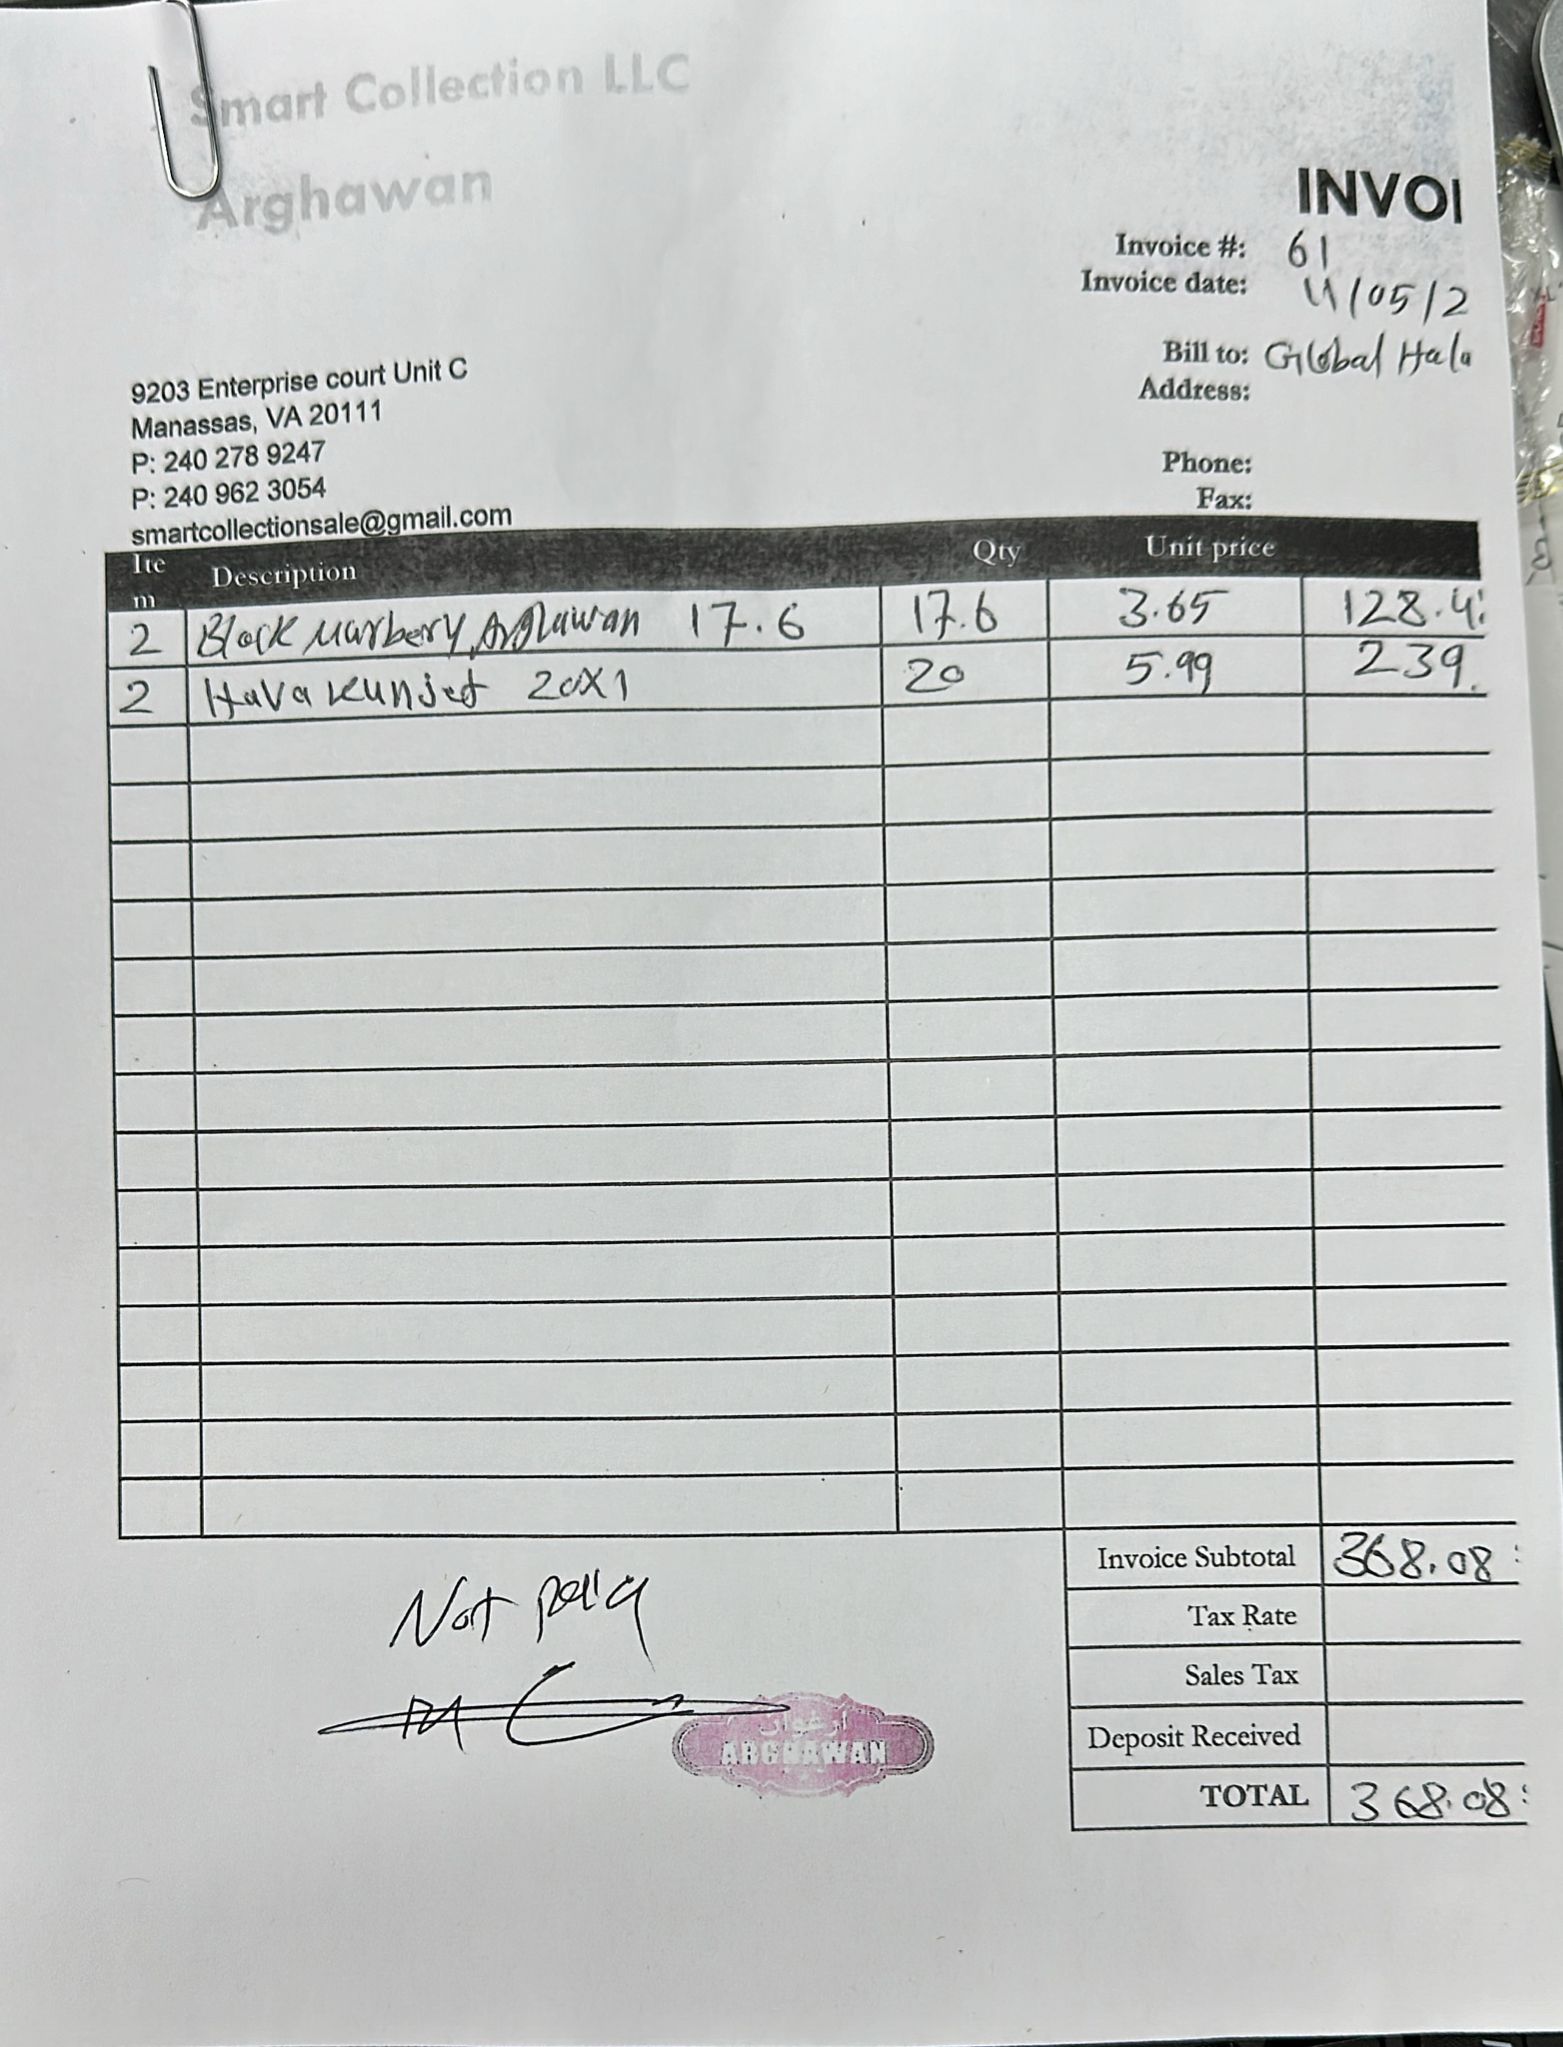 Smart Collection LLC
Arghawan
INVOI
Invoice #: 61
Invoice date: 11/05/2
Bill to: Global Hala
Address:
Phone:
Fax:
9203 Enterprise court Unit C
Manassas, VA 20111
P: 240 278 9247
P: 240 962 3054
smartcollectionsale@gmail.com
Item Description Qty Unit price
2 Black Marbery Arghawan 17.6 17.6 3.65 128.4
2 Halva Kunjet 20X1 20 5.99 239.
Invoice Subtotal 368.08
Tax Rate
Sales Tax
Deposit Received
TOTAL 368.08
Not paid
ارغوان
ARGHAWAN